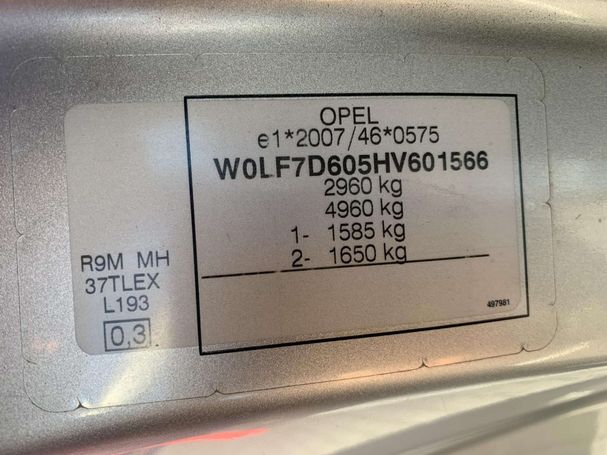 OPEL
e1*2007/46*0575
W0LF7D605HV601566
2960 kg
4960 kg
1- 1585 kg
2- 1650 kg
497981
R9M MH
37TLEX
L193
0,3